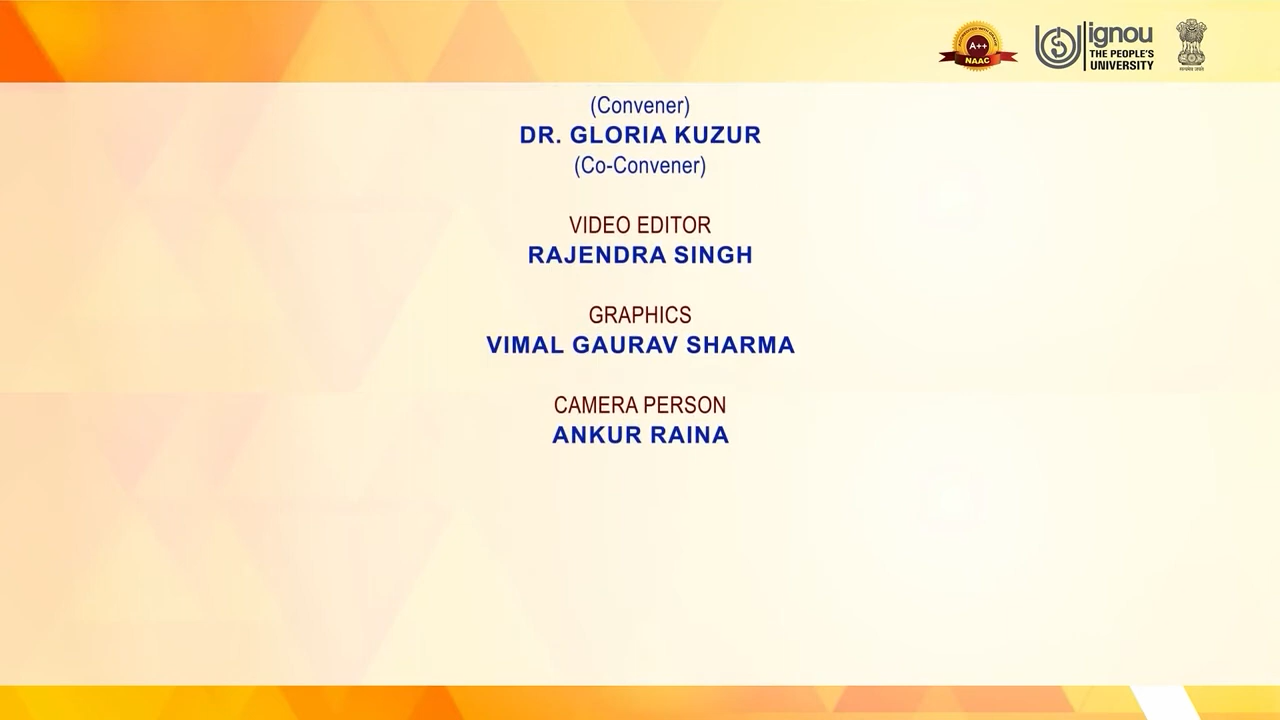 A++
NAAC
ignou
THE PEOPLE'S
UNIVERSITY
(Convener)
DR. GLORIA KUZUR
(Co-Convener)
VIDEO EDITOR
RAJENDRA SINGH
GRAPHICS
VIMAL GAURAV SHARMA
CAMERA PERSON
ANKUR RAINA